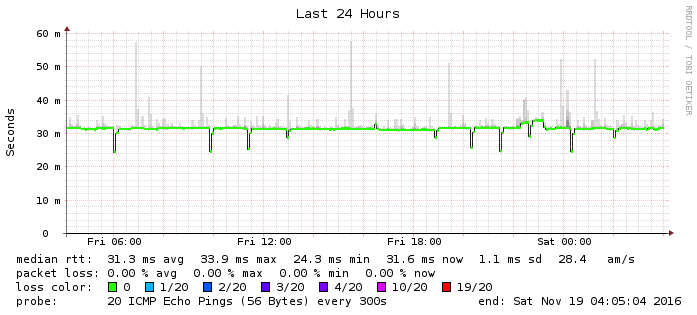 Last 24 Hours
RRDTOOL / TOBI OETIKER
Seconds
60 m
50 m
40 m
30 m
20 m
10 m
0
Fri 06:00 Fri 12:00 Fri 18:00 Sat 00:00
median rtt: 31.3 ms avg 33.9 ms max 24.3 ms min 31.6 ms now 1.1 ms sd 28.4 am/s
packet loss: 0.00 % avg 0.00 % max 0.00 % min 0.00 % now
loss color: 0 1/20 2/20 3/20 4/20 10/20 19/20
probe: 20 ICMP Echo Pings (56 Bytes) every 300s end: Sat Nov 19 04:05:04 2016